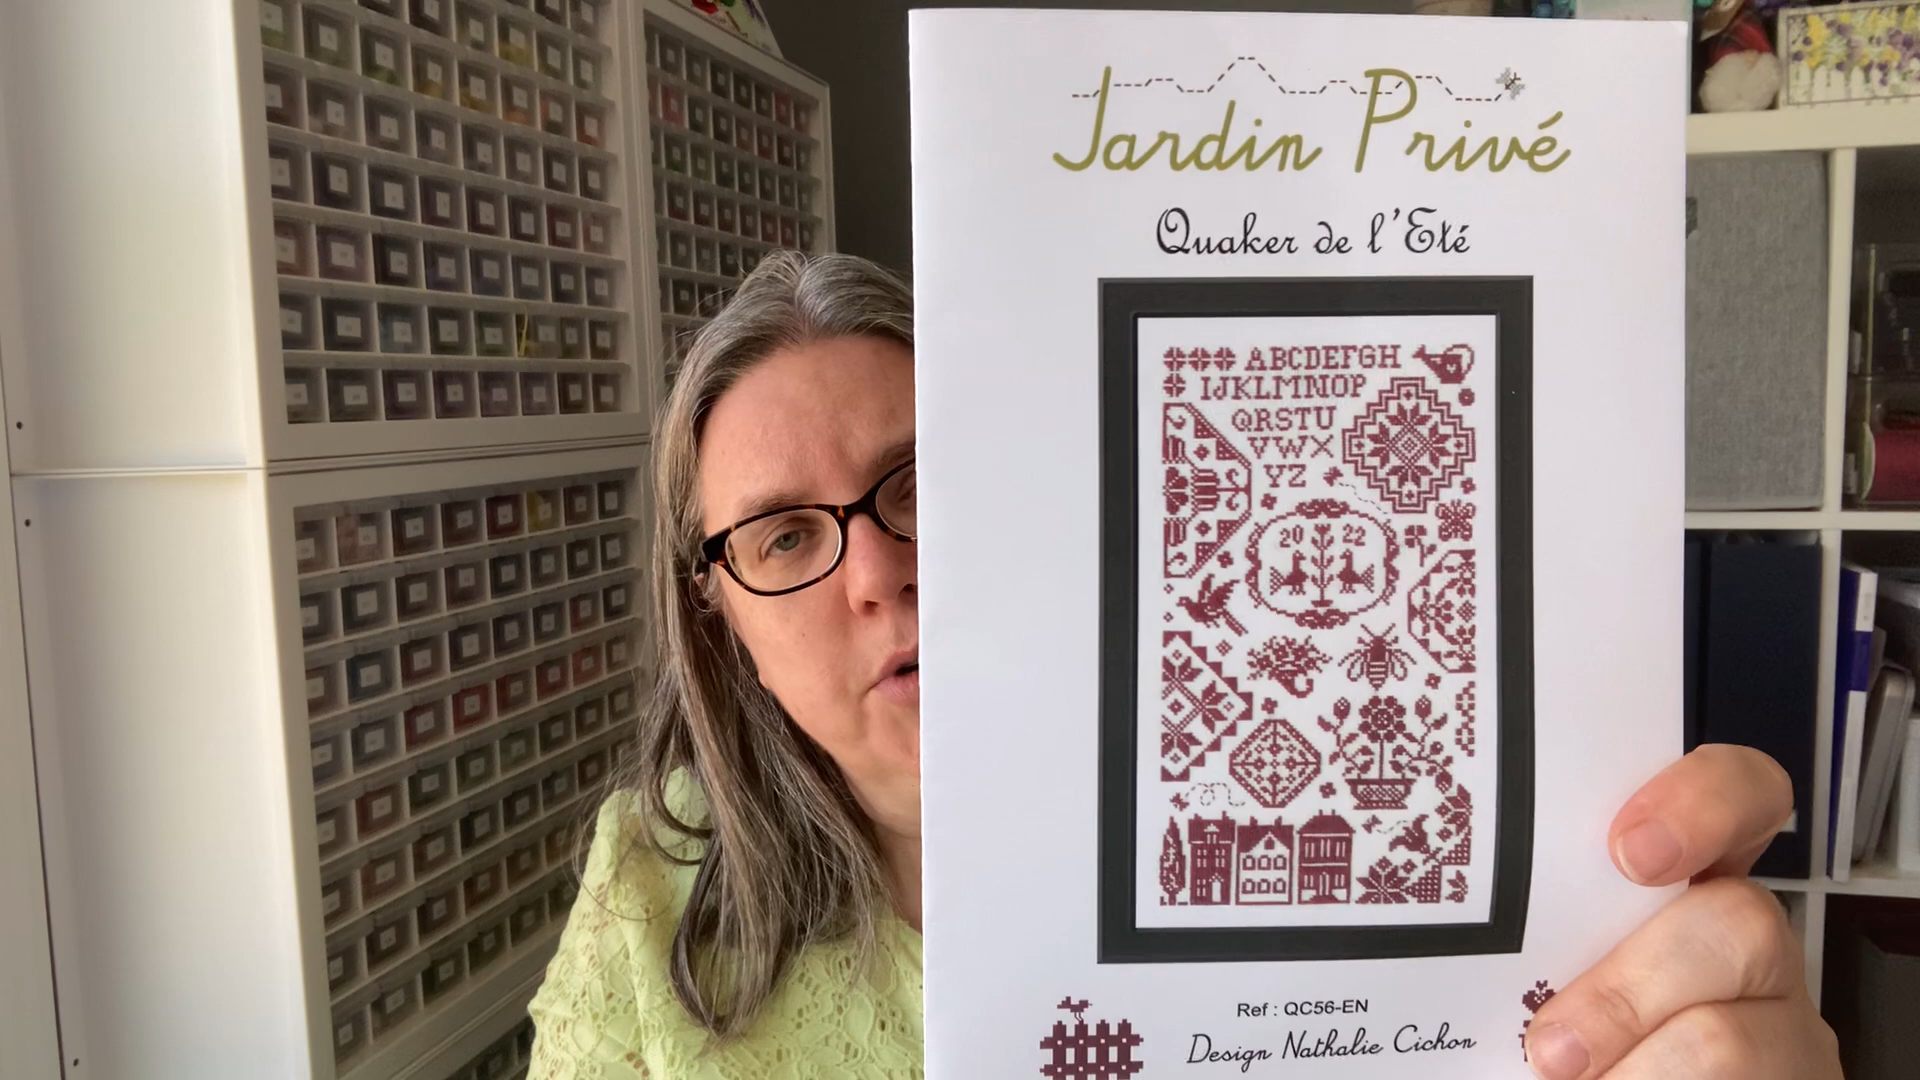 Jardin Privé
Quaker de l'Eté
ABCDEFGH
IJKLMNOP
QRSTU
VWX
YZ
20 22
Ref : QC56-EN
Design Nathalie Cichon